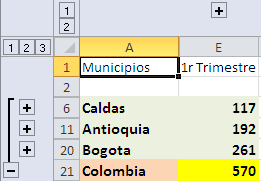 1
2
1 2 3 A E
1 Municipios 1r Trimestre
2
6 Caldas 117
11 Antioquia 192
20 Bogota 261
21 Colombia 570